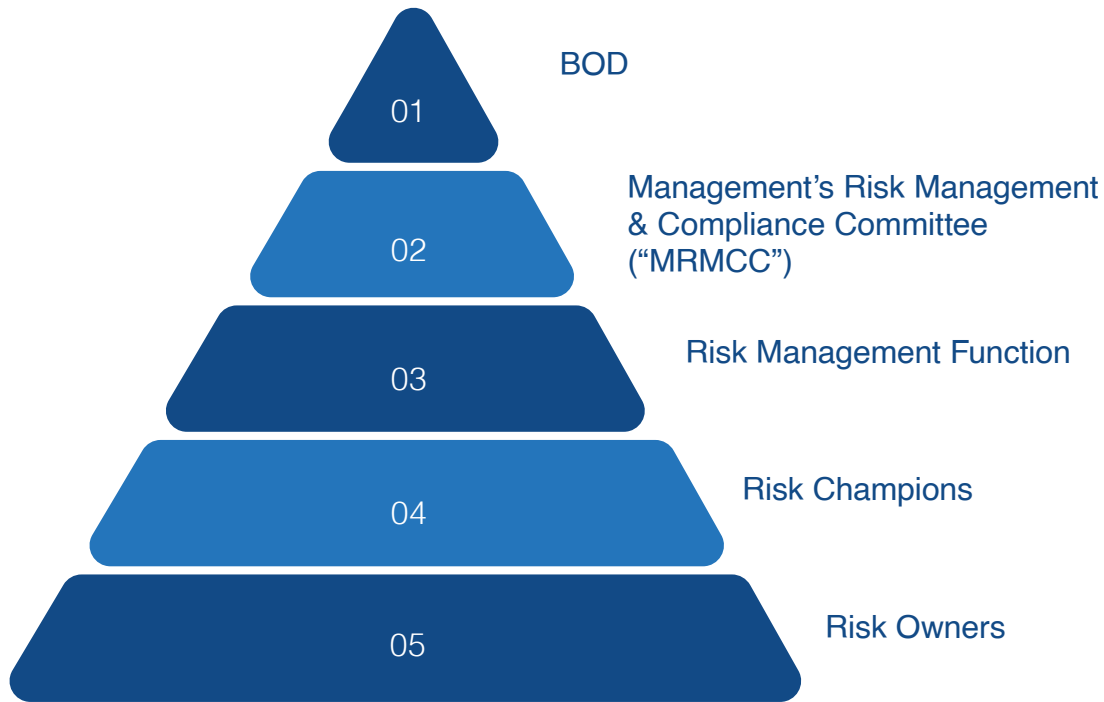 01
BOD
02
Management’s Risk Management
& Compliance Committee
(“MRMCC”)
03
Risk Management Function
04
Risk Champions
05
Risk Owners